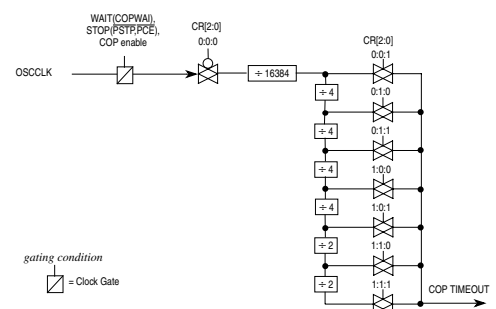 WAIT(COPWAI),
STOP(PSTP,PCE),
COP enable
CR[2:0]
0:0:0
CR[2:0]
0:0:1
OSCCLK
÷ 16384
÷ 4
0:1:0
÷ 4
0:1:1
÷ 4
1:0:0
÷ 4
1:0:1
÷ 2
1:1:0
÷ 2
1:1:1
gating condition
= Clock Gate
COP TIMEOUT